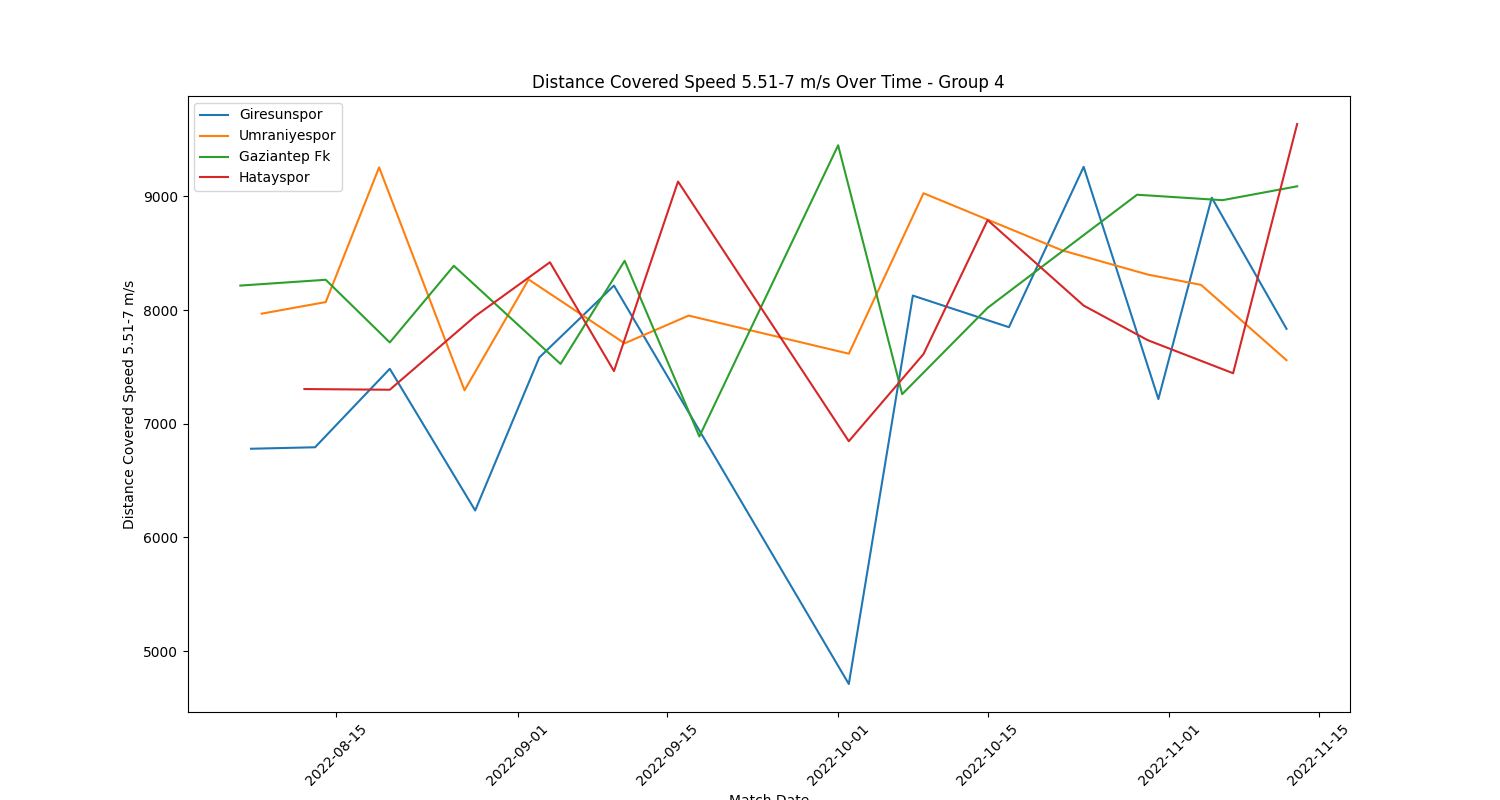 Distance Covered Speed 5.51-7 m/s Over Time - Group 4
Giresunspor
Umraniyespor
Gaziantep Fk
Hatayspor
Distance Covered Speed 5.51-7 m/s
9000
8000
7000
6000
5000
2022-08-15
2022-09-01
2022-09-15
2022-10-01
2022-10-15
2022-11-01
2022-11-15
Match Date